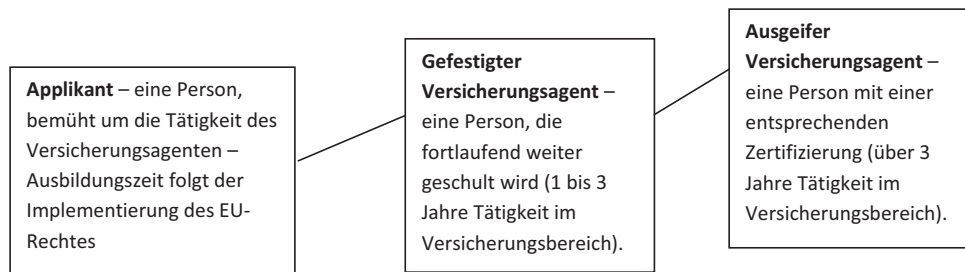 Applikant – eine Person,
bemüht um die Tätigkeit des
Versicherungsagenten –
Ausbildungszeit folgt der
Implementierung des EU-
Rechtes
Gefestigter
Versicherungsagent –
eine Person, die
fortlaufend weiter
geschult wird (1 bis 3
Jahre Tätigkeit im
Versicherungsbereich).
Ausgeifer
Versicherungsagent –
eine Person mit einer
entsprechenden
Zertifizierung (über 3
Jahre Tätigkeit im
Versicherungsbereich).